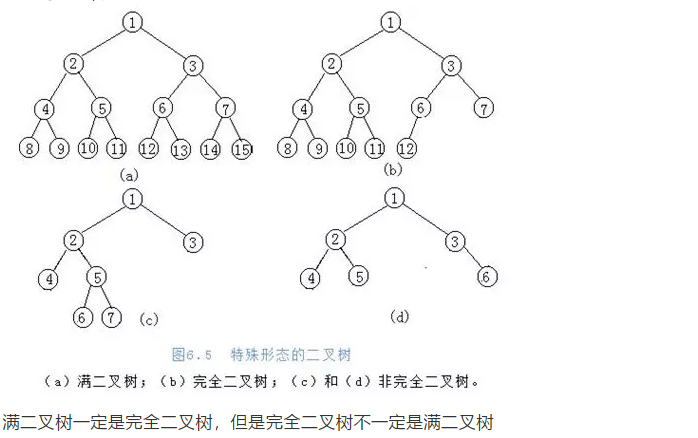 1
2 3
4 5 6 7
8 9 10 11 12 13 14 15
(a)
1
2 3
4 5 6 7
8 9 10 11 12
(b)
1
2 3
4 5
6 7
(c)
1
2 3
4 5 6
(d)
图6.5 特殊形态的二叉树
(a)满二叉树；(b)完全二叉树；(c)和(d)非完全二叉树。
满二叉树一定是完全二叉树，但是完全二叉树不一定是满二叉树